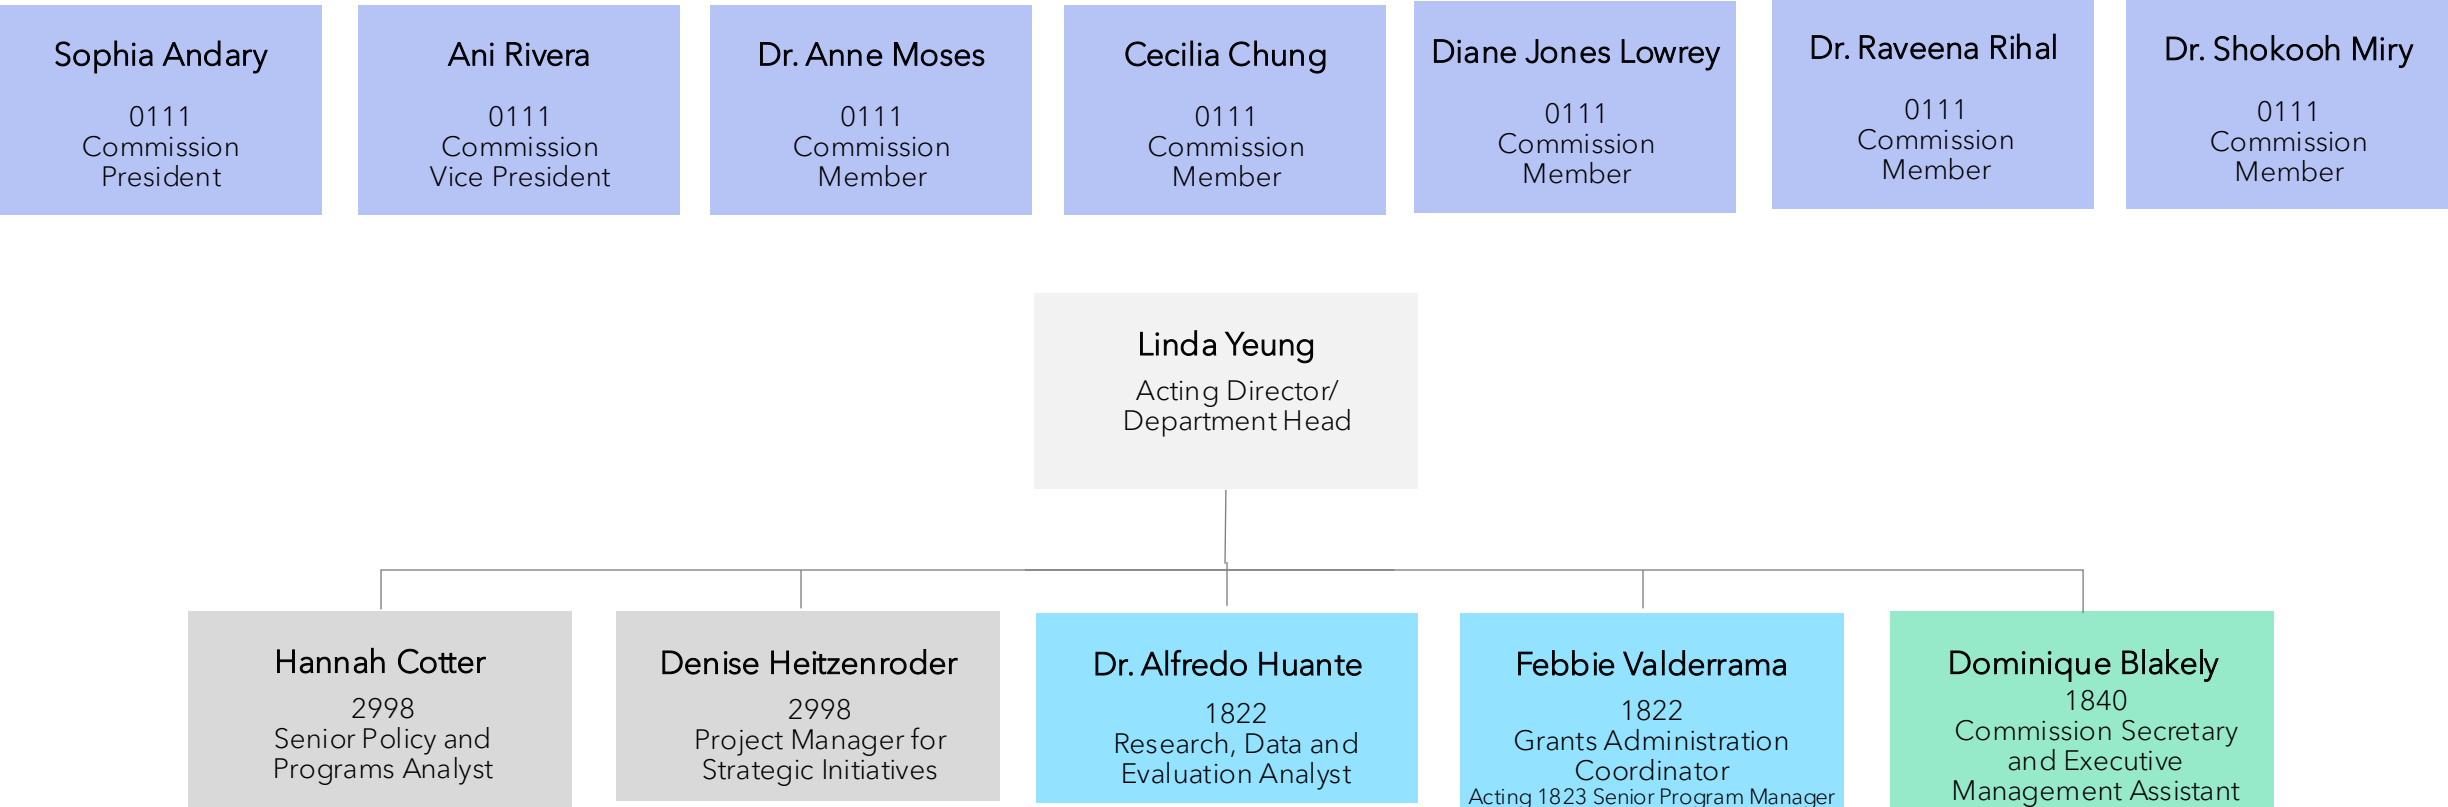 Sophia Andary
0111
Commission
President
Ani Rivera
0111
Commission
Vice President
Dr. Anne Moses
0111
Commission
Member
Cecilia Chung
0111
Commission
Member
Diane Jones Lowrey
0111
Commission
Member
Dr. Raveena Rihal
0111
Commission
Member
Dr. Shokooh Miry
0111
Commission
Member
Linda Yeung
Acting Director/
Department Head
Hannah Cotter
2998
Senior Policy and
Programs Analyst
Denise Heitzenroder
2998
Project Manager for
Strategic Initiatives
Dr. Alfredo Huante
1822
Research, Data and
Evaluation Analyst
Febbie Valderrama
1822
Grants Administration
Coordinator
Acting 1823 Senior Program Manager
Dominique Blakely
1840
Commission Secretary
and Executive
Management Assistant